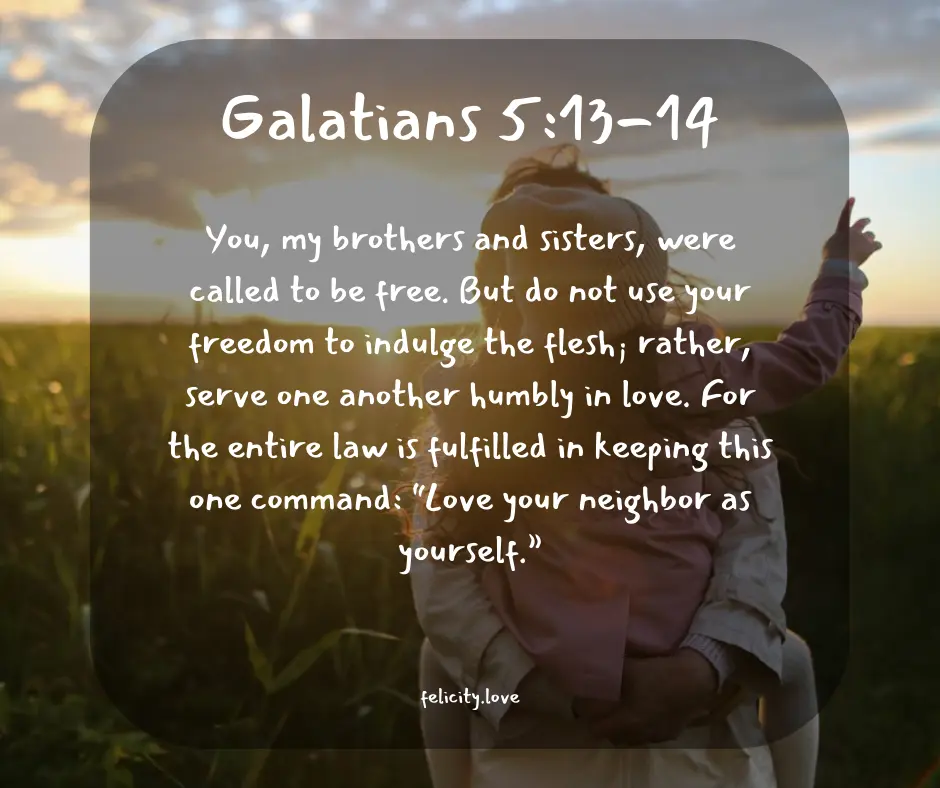 Galatians 5:13-14
You, my brothers and sisters, were
called to be free. But do not use your
freedom to indulge the flesh; rather,
serve one another humbly in love. For
the entire law is fulfilled in keeping this
one command: "Love your neighbor as
yourself."
felicity.love